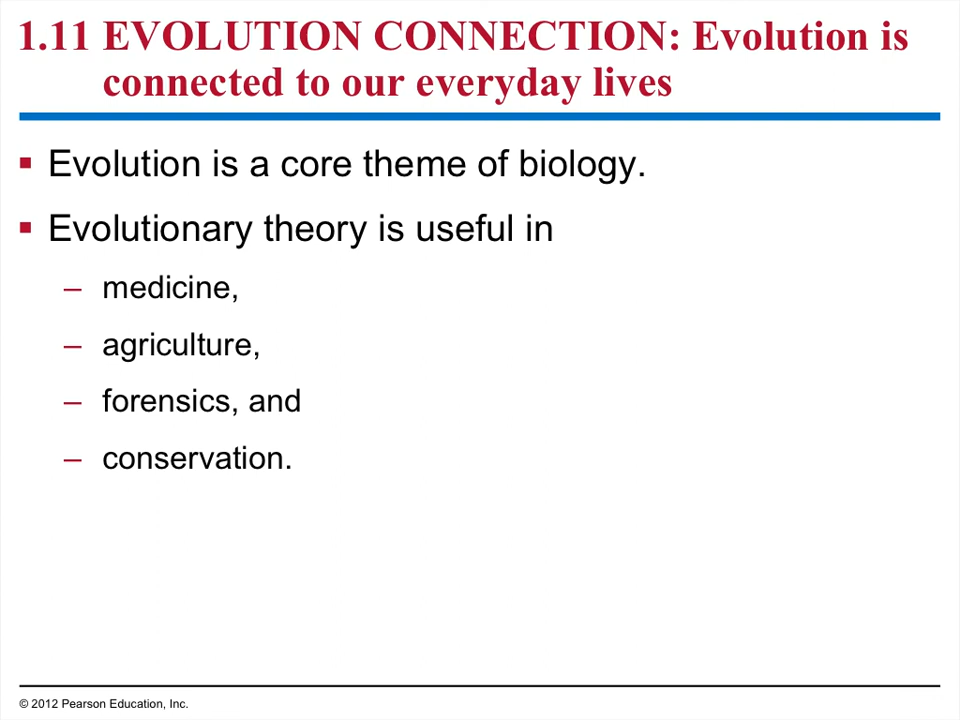 1.11 EVOLUTION CONNECTION: Evolution is
connected to our everyday lives
▪ Evolution is a core theme of biology.
▪ Evolutionary theory is useful in
– medicine,
– agriculture,
– forensics, and
– conservation.
© 2012 Pearson Education, Inc.